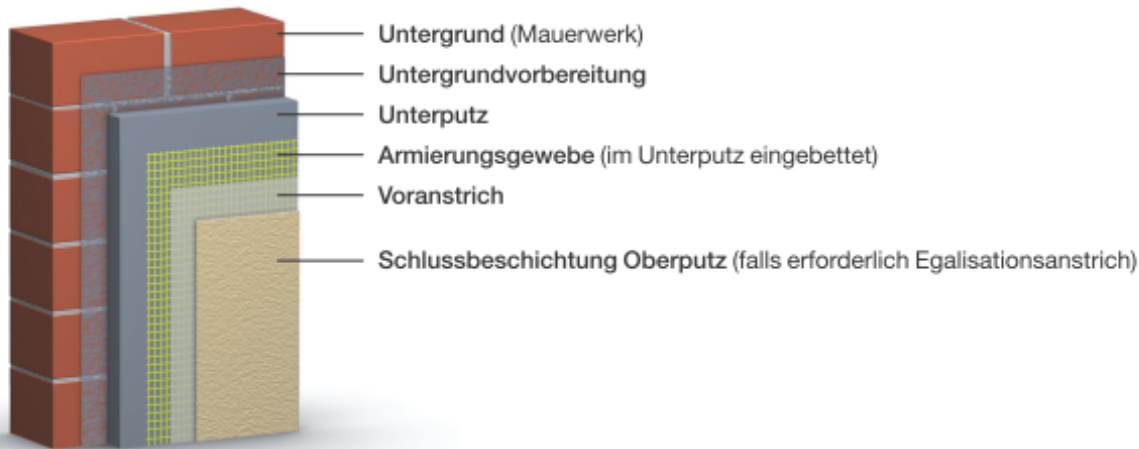 Untergrund (Mauerwerk)
Untergrundvorbereitung
Unterputz
Armierungsgewebe (im Unterputz eingebettet)
Voranstrich
Schlussbeschichtung Oberputz (falls erforderlich Egalisationsanstrich)